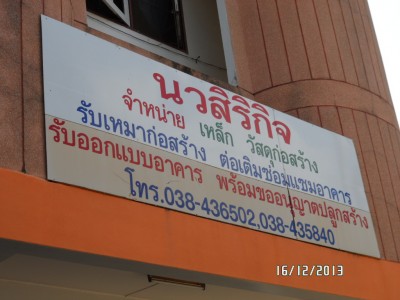 นวสิริกิจ
จำหน่าย เหล็ก วัสดุก่อสร้าง
รับเหมาก่อสร้าง ต่อเติมซ่อมแซมอาคาร
รับออกแบบอาคาร พร้อมขออนุญาตปลูกสร้าง
โทร.038-436502,038-435840
16/12/2013